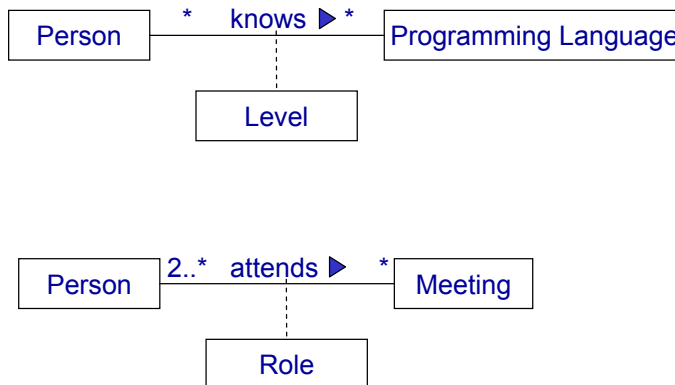 Person * knows ▶ * Programming Language
Level
Person 2..* attends ▶ * Meeting
Role